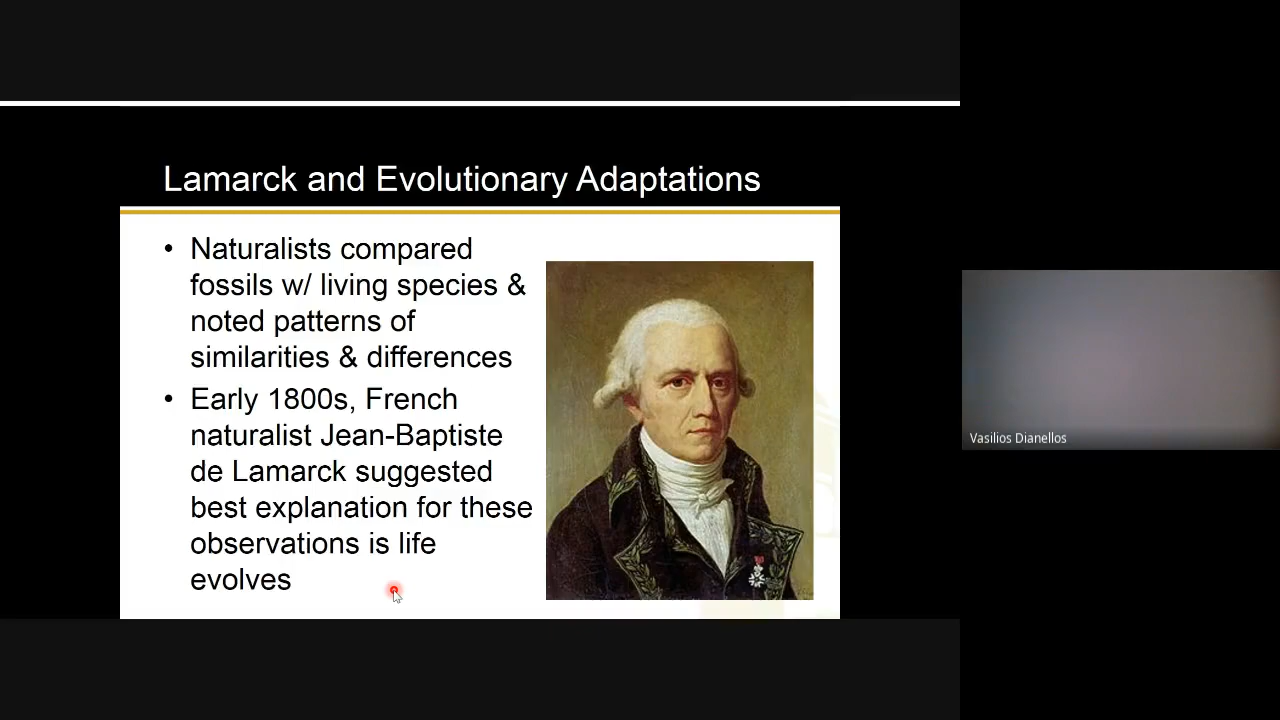 Lamarck and Evolutionary Adaptations
• Naturalists compared
fossils w/ living species &
noted patterns of
similarities & differences
• Early 1800s, French
naturalist Jean-Baptiste
de Lamarck suggested
best explanation for these
observations is life
evolves
Vasilios Dianellos